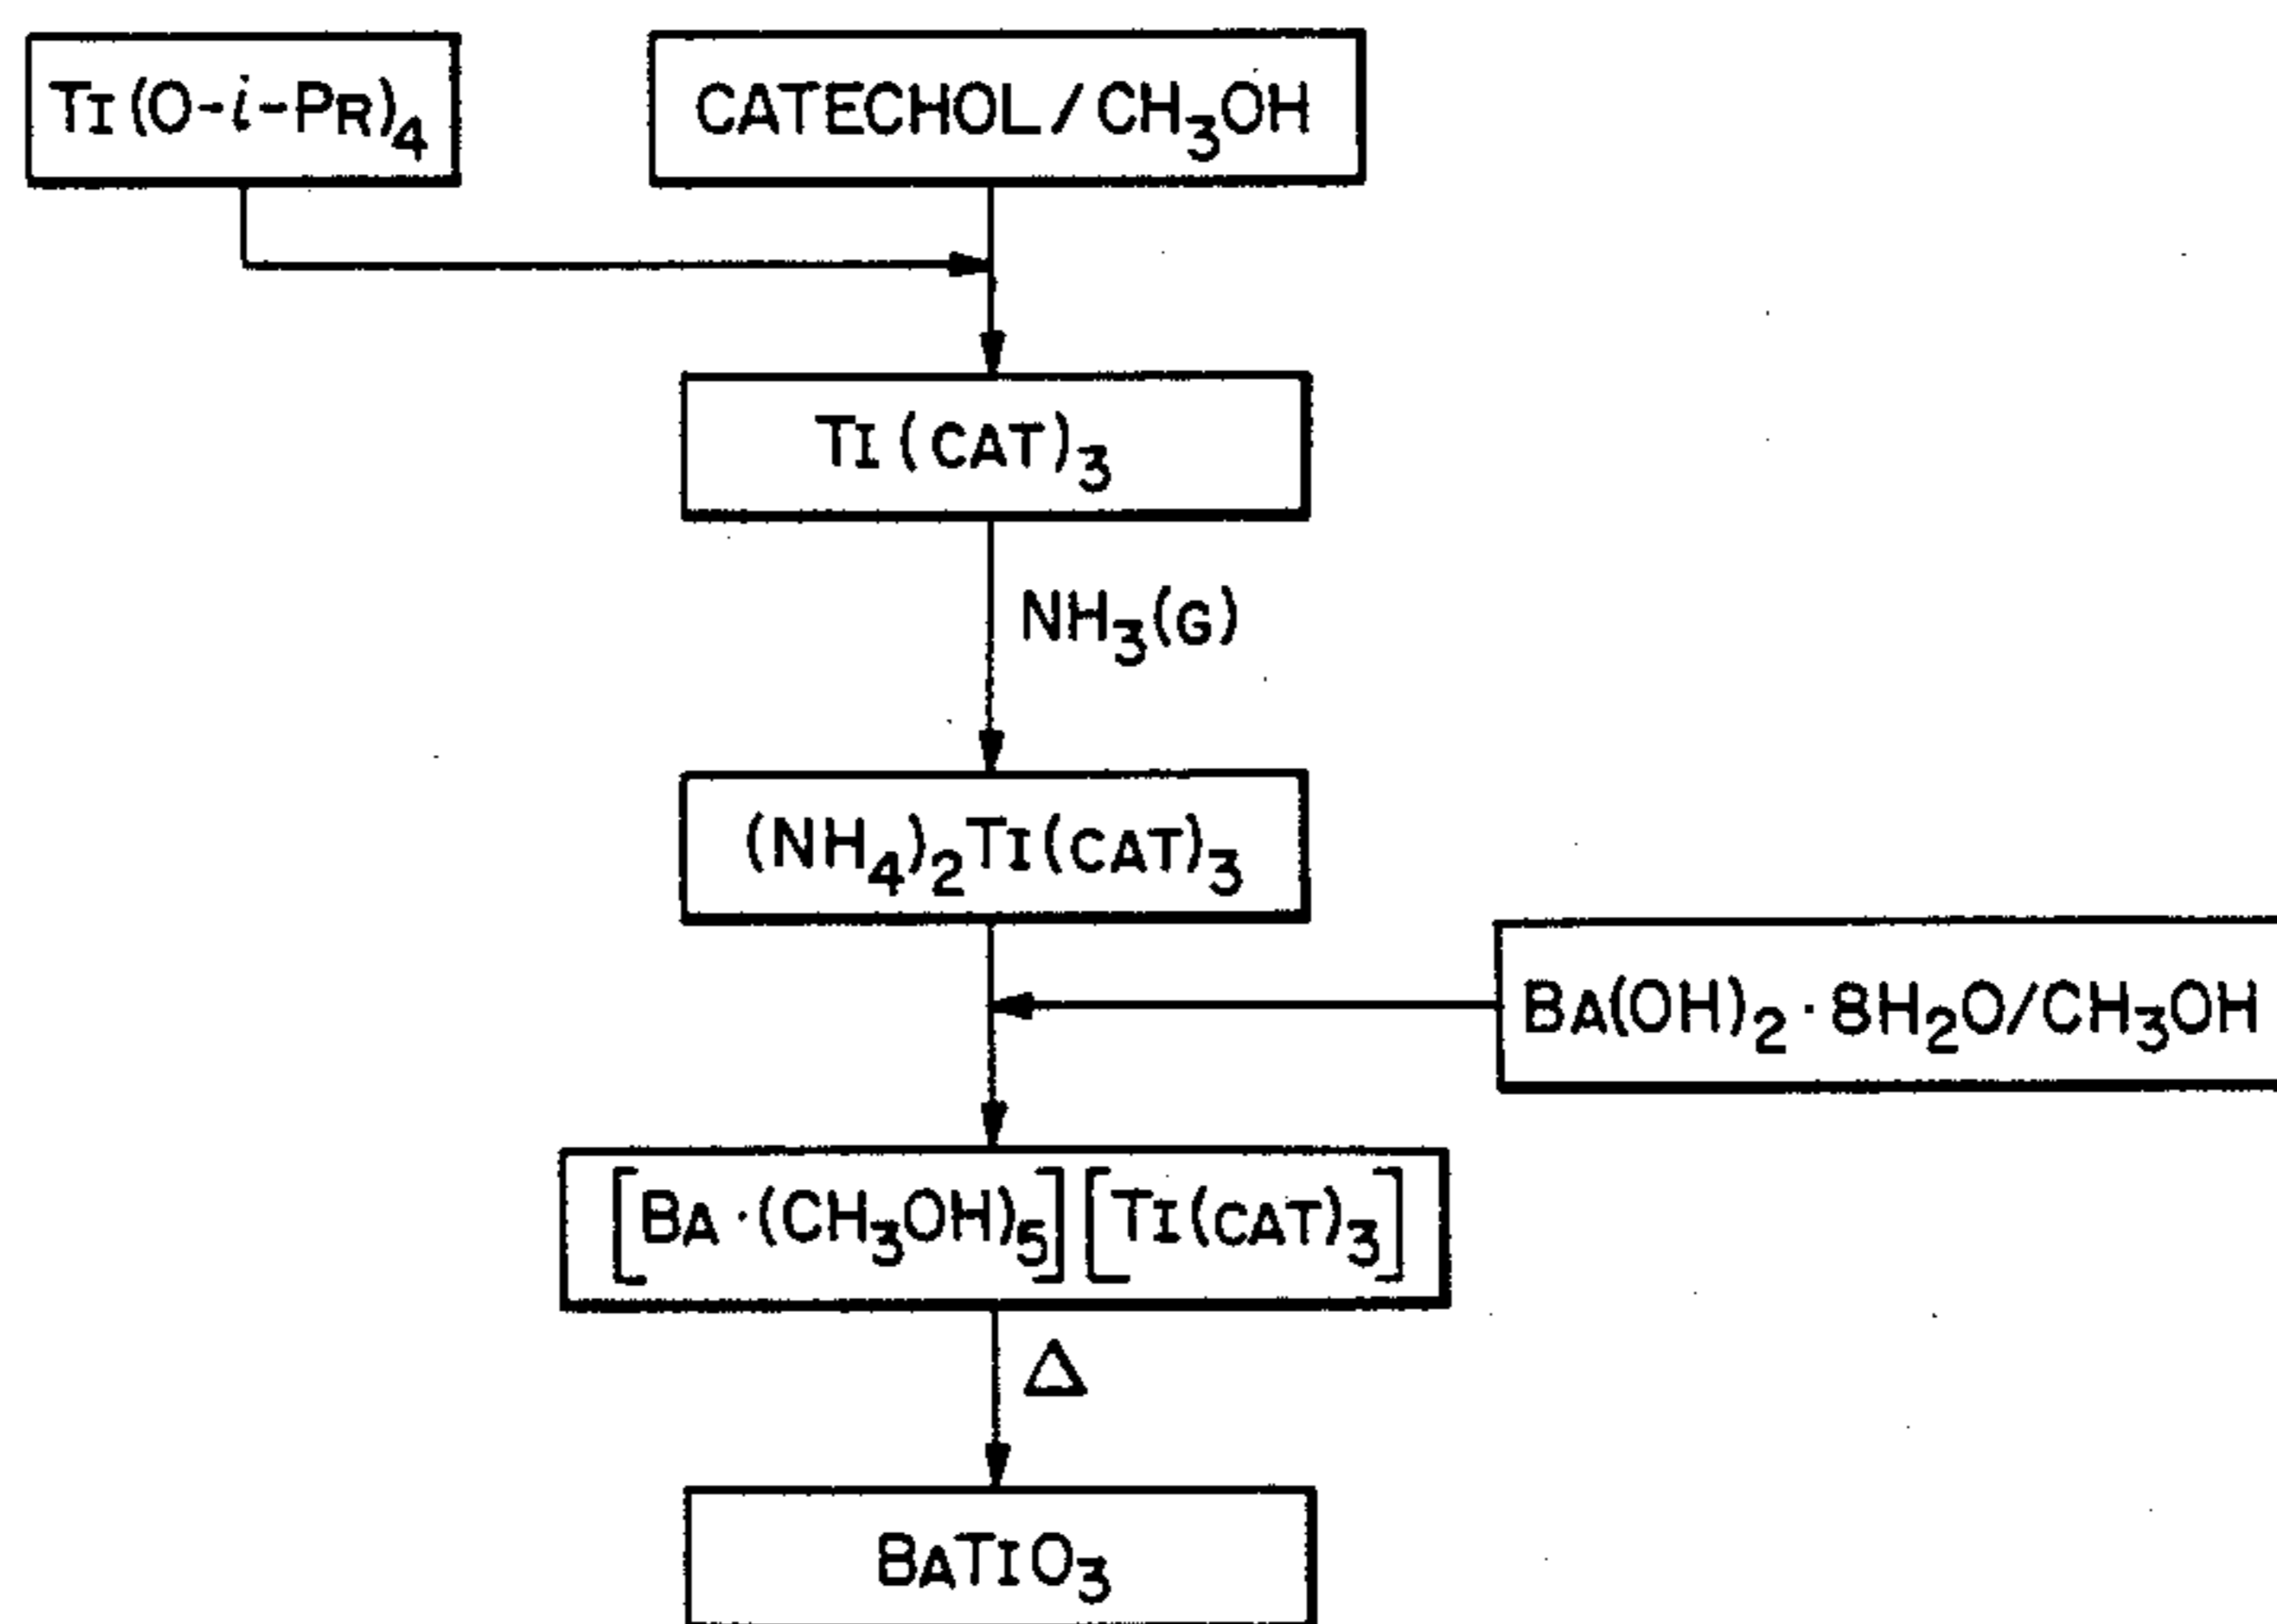 TI(O-i-PR)4
CATECHOL/CH3OH
TI(CAT)3
NH3(G)
(NH4)2TI(CAT)3
BA(OH)2·8H2O/CH3OH
[BA·(CH3OH)5][TI(CAT)3]
Δ
BATIO3